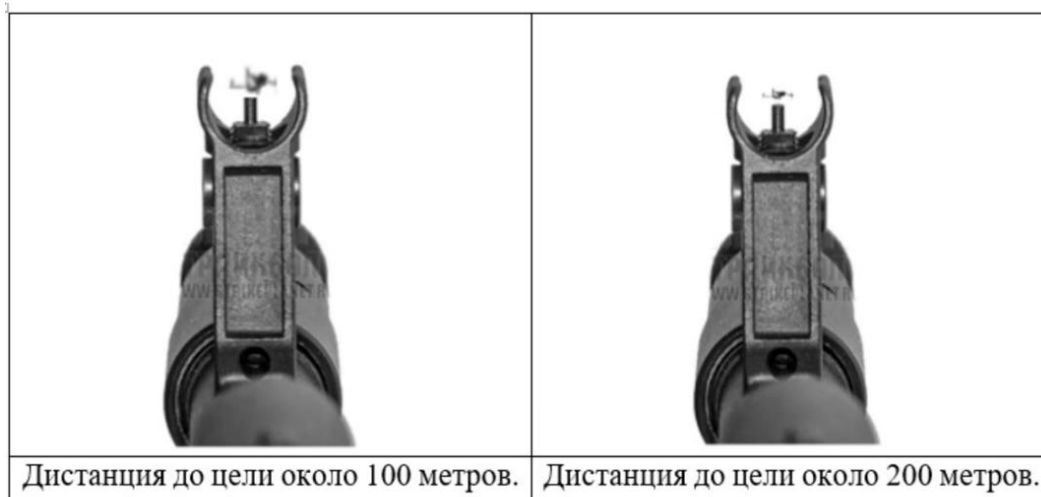 Дистанция до цели около 100 метров.
Дистанция до цели около 200 метров.